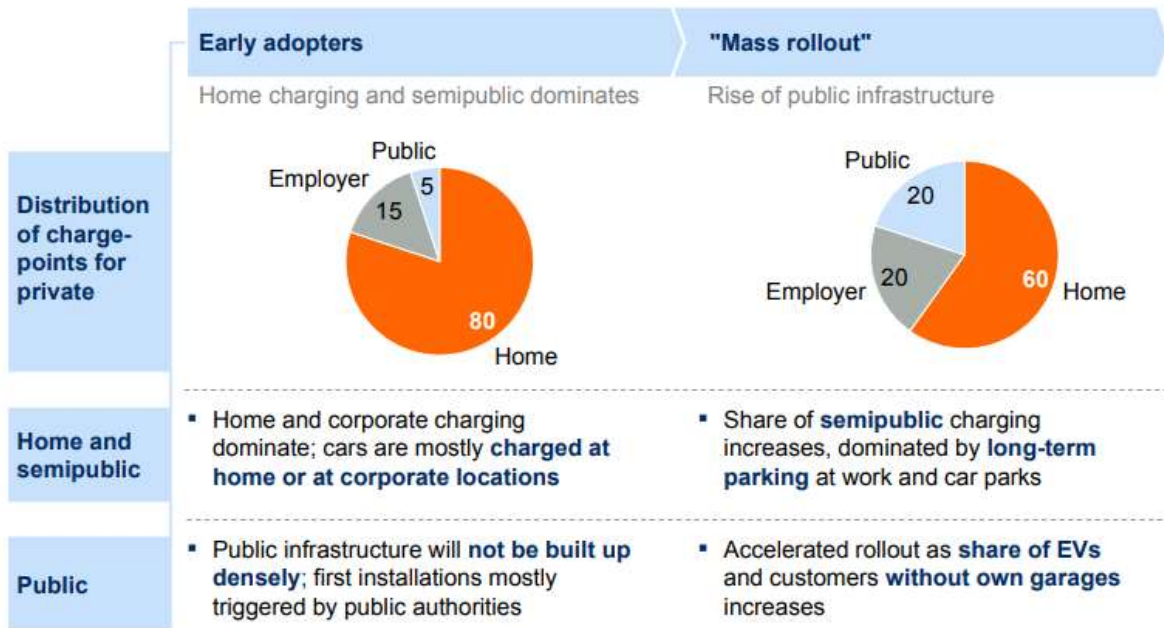 Early adopters
"Mass rollout"
Home charging and semipublic dominates
Rise of public infrastructure
Distribution
of charge-
points for
private
Public
5
Employer
15
80
Home
Public
20
Employer
20
60
Home
Home and
semipublic
▪ Home and corporate charging
dominate; cars are mostly charged at
home or at corporate locations
▪ Share of semipublic charging
increases, dominated by long-term
parking at work and car parks
Public
▪ Public infrastructure will not be built up
densely; first installations mostly
triggered by public authorities
▪ Accelerated rollout as share of EVs
and customers without own garages
increases